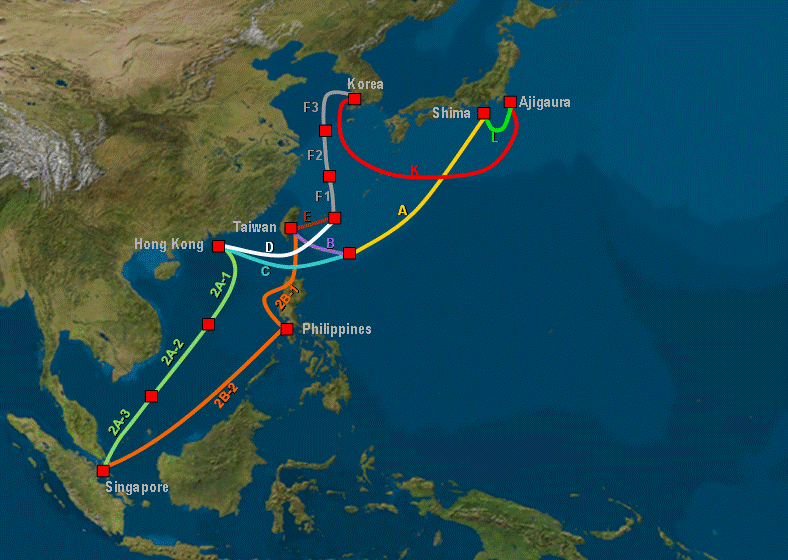 Korea
F3
Ajigaura
Shima
L
F2
K
F1
A
E
Taiwan
B
Hong Kong
D
C
2A-1
2B-1
Philippines
2A-2
2B-2
2A-3
Singapore